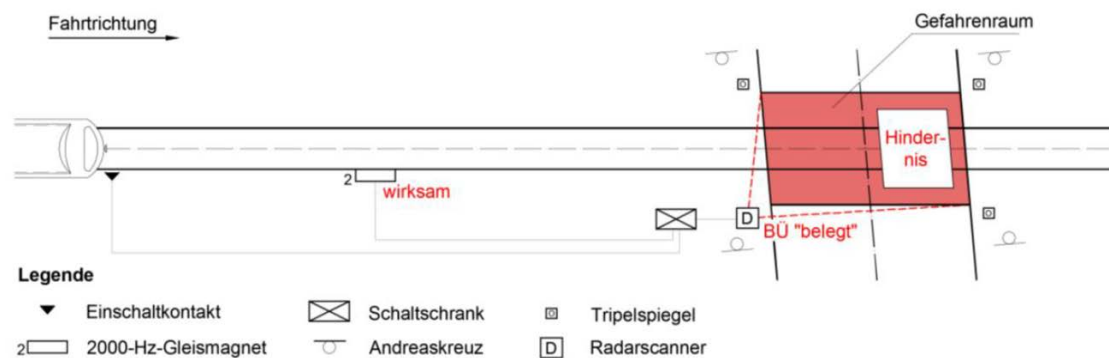 Fahrtrichtung
Gefahrenraum
Hinder-
nis
2
wirksam
D
BÜ "belegt"
Legende
Einschaltkontakt
Schaltschrank
Tripelspiegel
2
2000-Hz-Gleismagnet
Andreaskreuz
D
Radarscanner